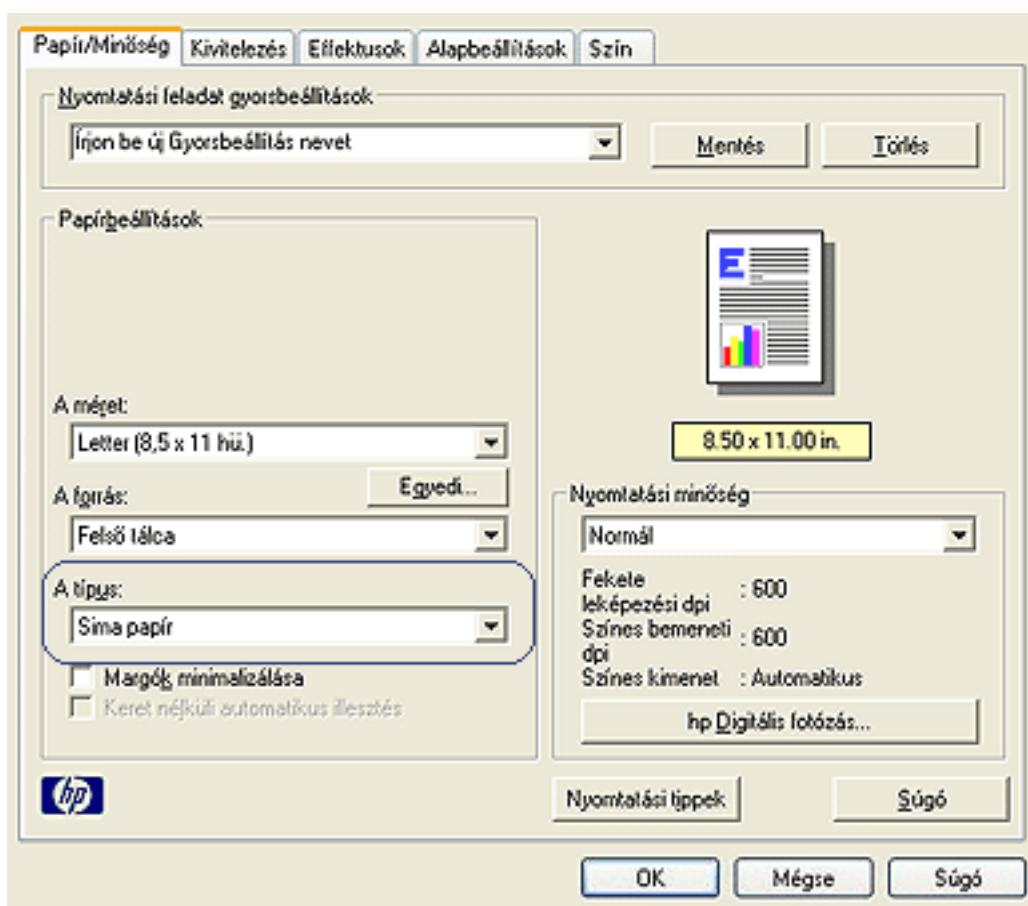 Papír/Minőség Kivitelezés Effektusok Alapbeállítások Szín
Nyomtatási feladat gyorsbeállítások
Írjon be új Gyorsbeállítás nevet
Mentés Törlés
Papírbeállítások
E
A méret:
Letter (8,5 x 11 hü.)
8.50 x 11.00 in.
Egyedi...
A forrás:
Felső tálca
Nyomtatási minőség
Normál
A típus:
Sima papír
Fekete
leképezési dpi : 600
Színes bemeneti
dpi : 600
Színes kimenet : Automatikus
Margók minimalizálása
Keret nélküli automatikus illesztés
hp Digitális fotózás...
hp
Nyomtatási tippek Súgó
OK Mégse Súgó